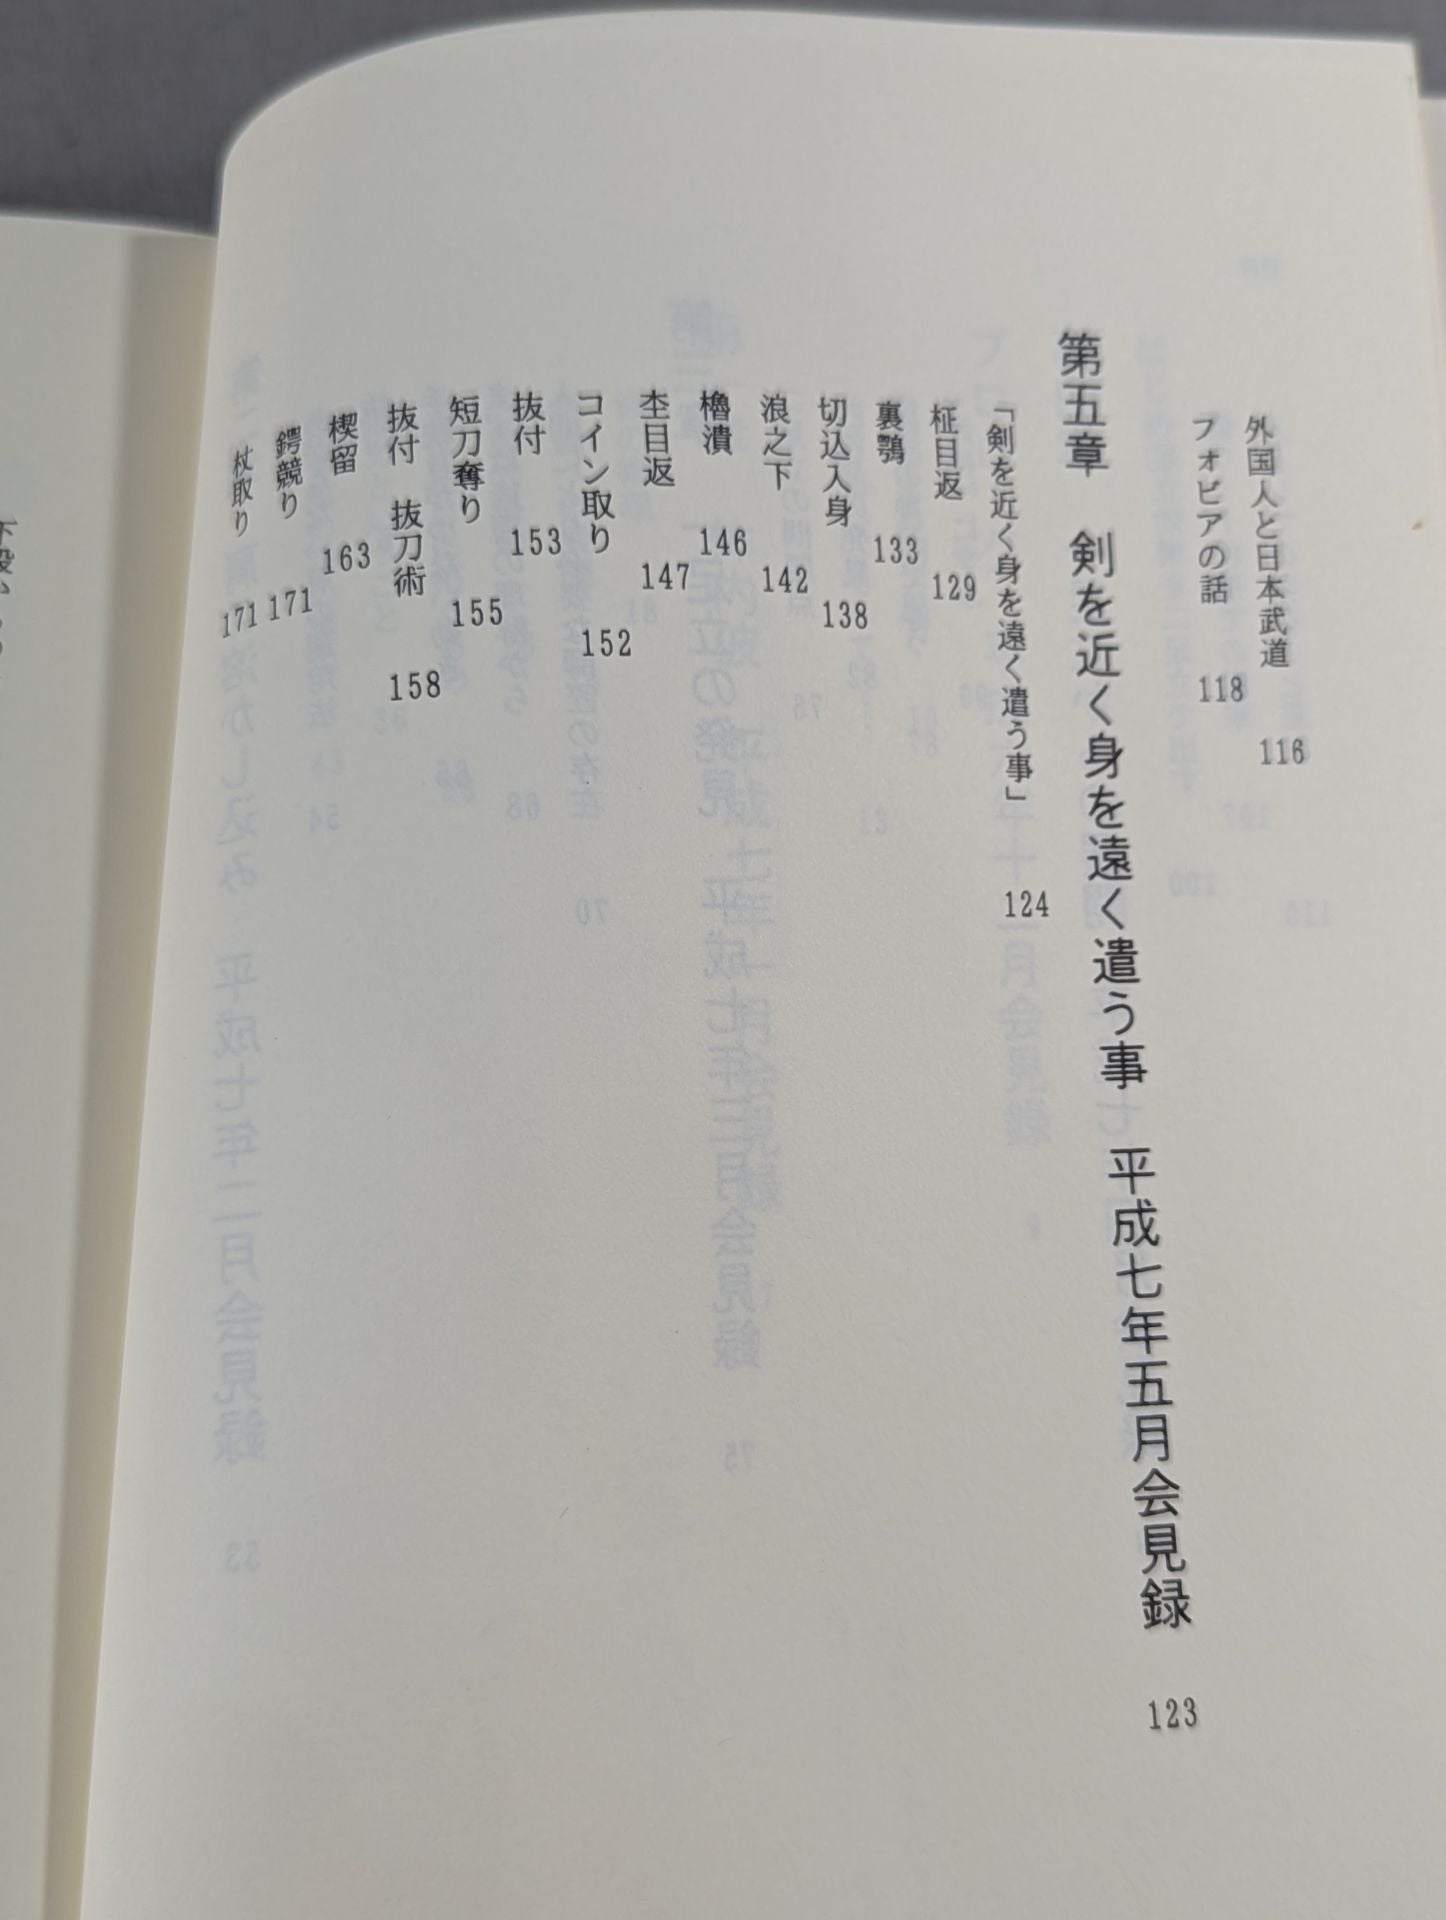 外国人と日本武道 116
フォビアの話 118
第五章 剣を近く身を遠く遣う事 平成七年五月会見録 123
「剣を近く身を遠く遣う事」 124
柾目返 129
裏鶚 133
切込入身 138
浪之下 142
櫓潰 146
杢目返 147
コイン取り 152
抜付 153
短刀奪り 155
抜付 抜刀術 158
楔留 163
鍔競り 171
杖取り 171